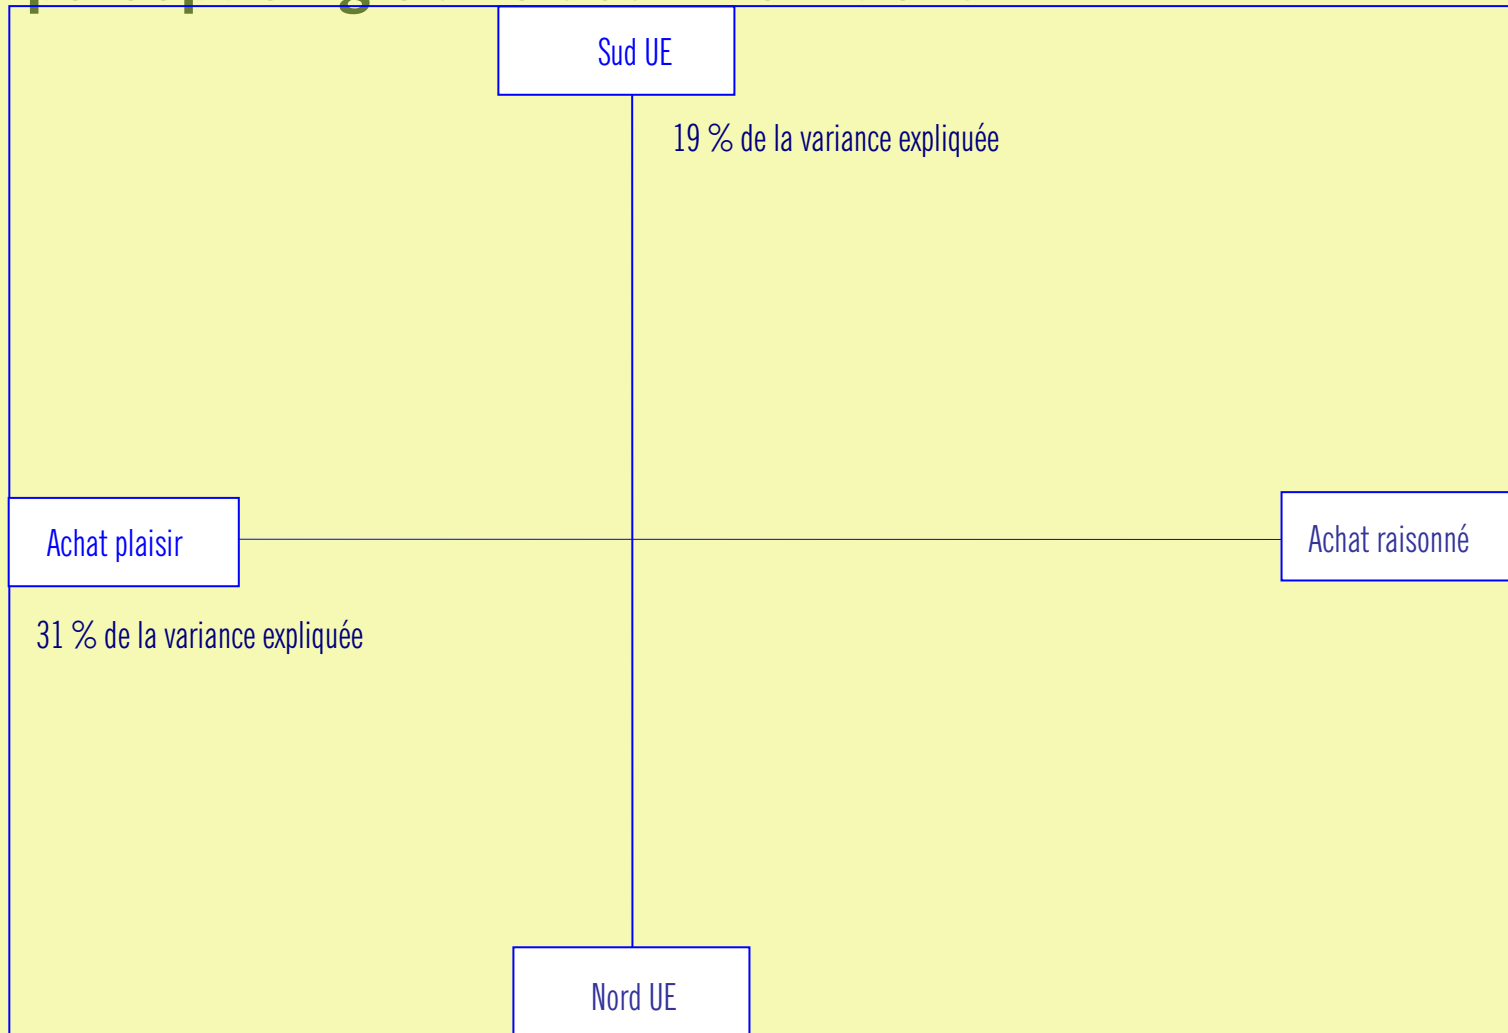 Sud UE
19 % de la variance expliquée
Achat plaisir
Achat raisonné
31 % de la variance expliquée
Nord UE